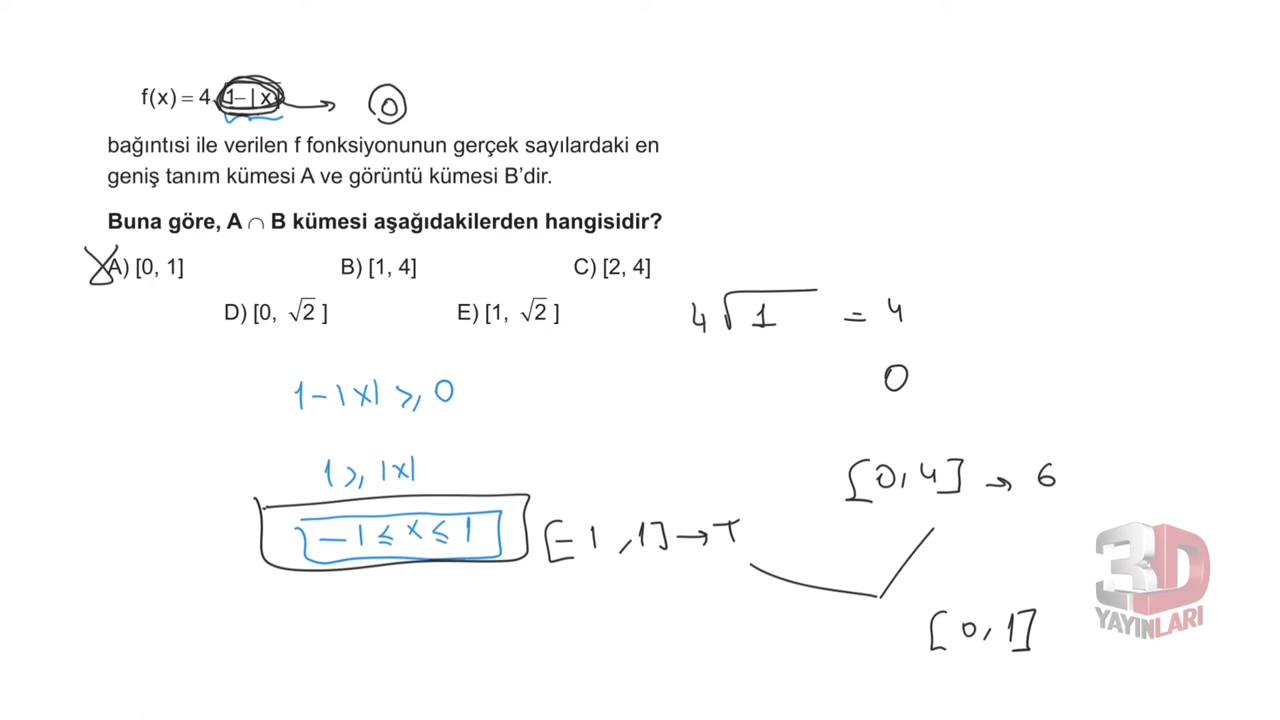 f(x) = 4 √1–|x|
0
bağıntısi ile verilen f fonksiyonunun gerçek sayılardaki en
geniş tanım kümesi A ve görüntü kümesi B'dir.
Buna göre, A ∩ B kümesi aşağıdakilerden hangisidir?
A) [0, 1] B) [1, 4] C) [2, 4]
D) [0, √2 ] E) [1, √2 ]
4 √1 = 4
0
1 – |x| ≥ 0
1 ≥ |x|
[0, 4] → 6
–1 ≤ x ≤ 1
[–1, 1] → T
[0, 1]
3D
YAYINLARI